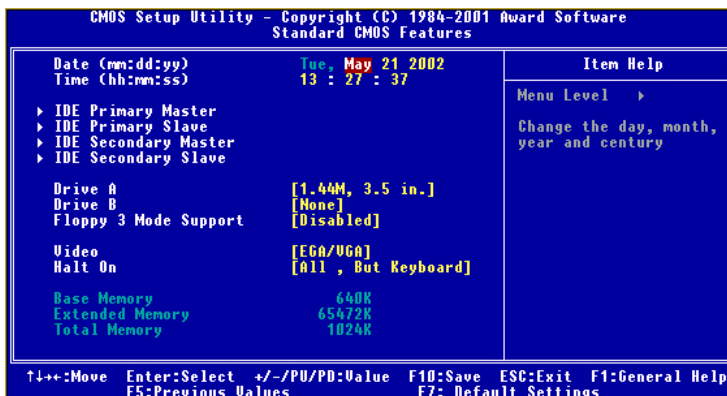 CMOS Setup Utility - Copyright (C) 1984-2001 Award Software
Standard CMOS Features
Date (mm:dd:yy) Tue, May 21 2002
Time (hh:mm:ss) 13 : 27 : 37
IDE Primary Master
IDE Primary Slave
IDE Secondary Master
IDE Secondary Slave
Drive A [1.44M, 3.5 in.]
Drive B [None]
Floppy 3 Mode Support [Disabled]
Video [EGA/VGA]
Halt On [All , But Keyboard]
Base Memory 640K
Extended Memory 65472K
Total Memory 1024K
Item Help
Menu Level
Change the day, month,
year and century
↑↓→←:Move Enter:Select +/-/PU/PD:Value F10:Save ESC:Exit F1:General Help
F5:Previous Values F7: Default Settings